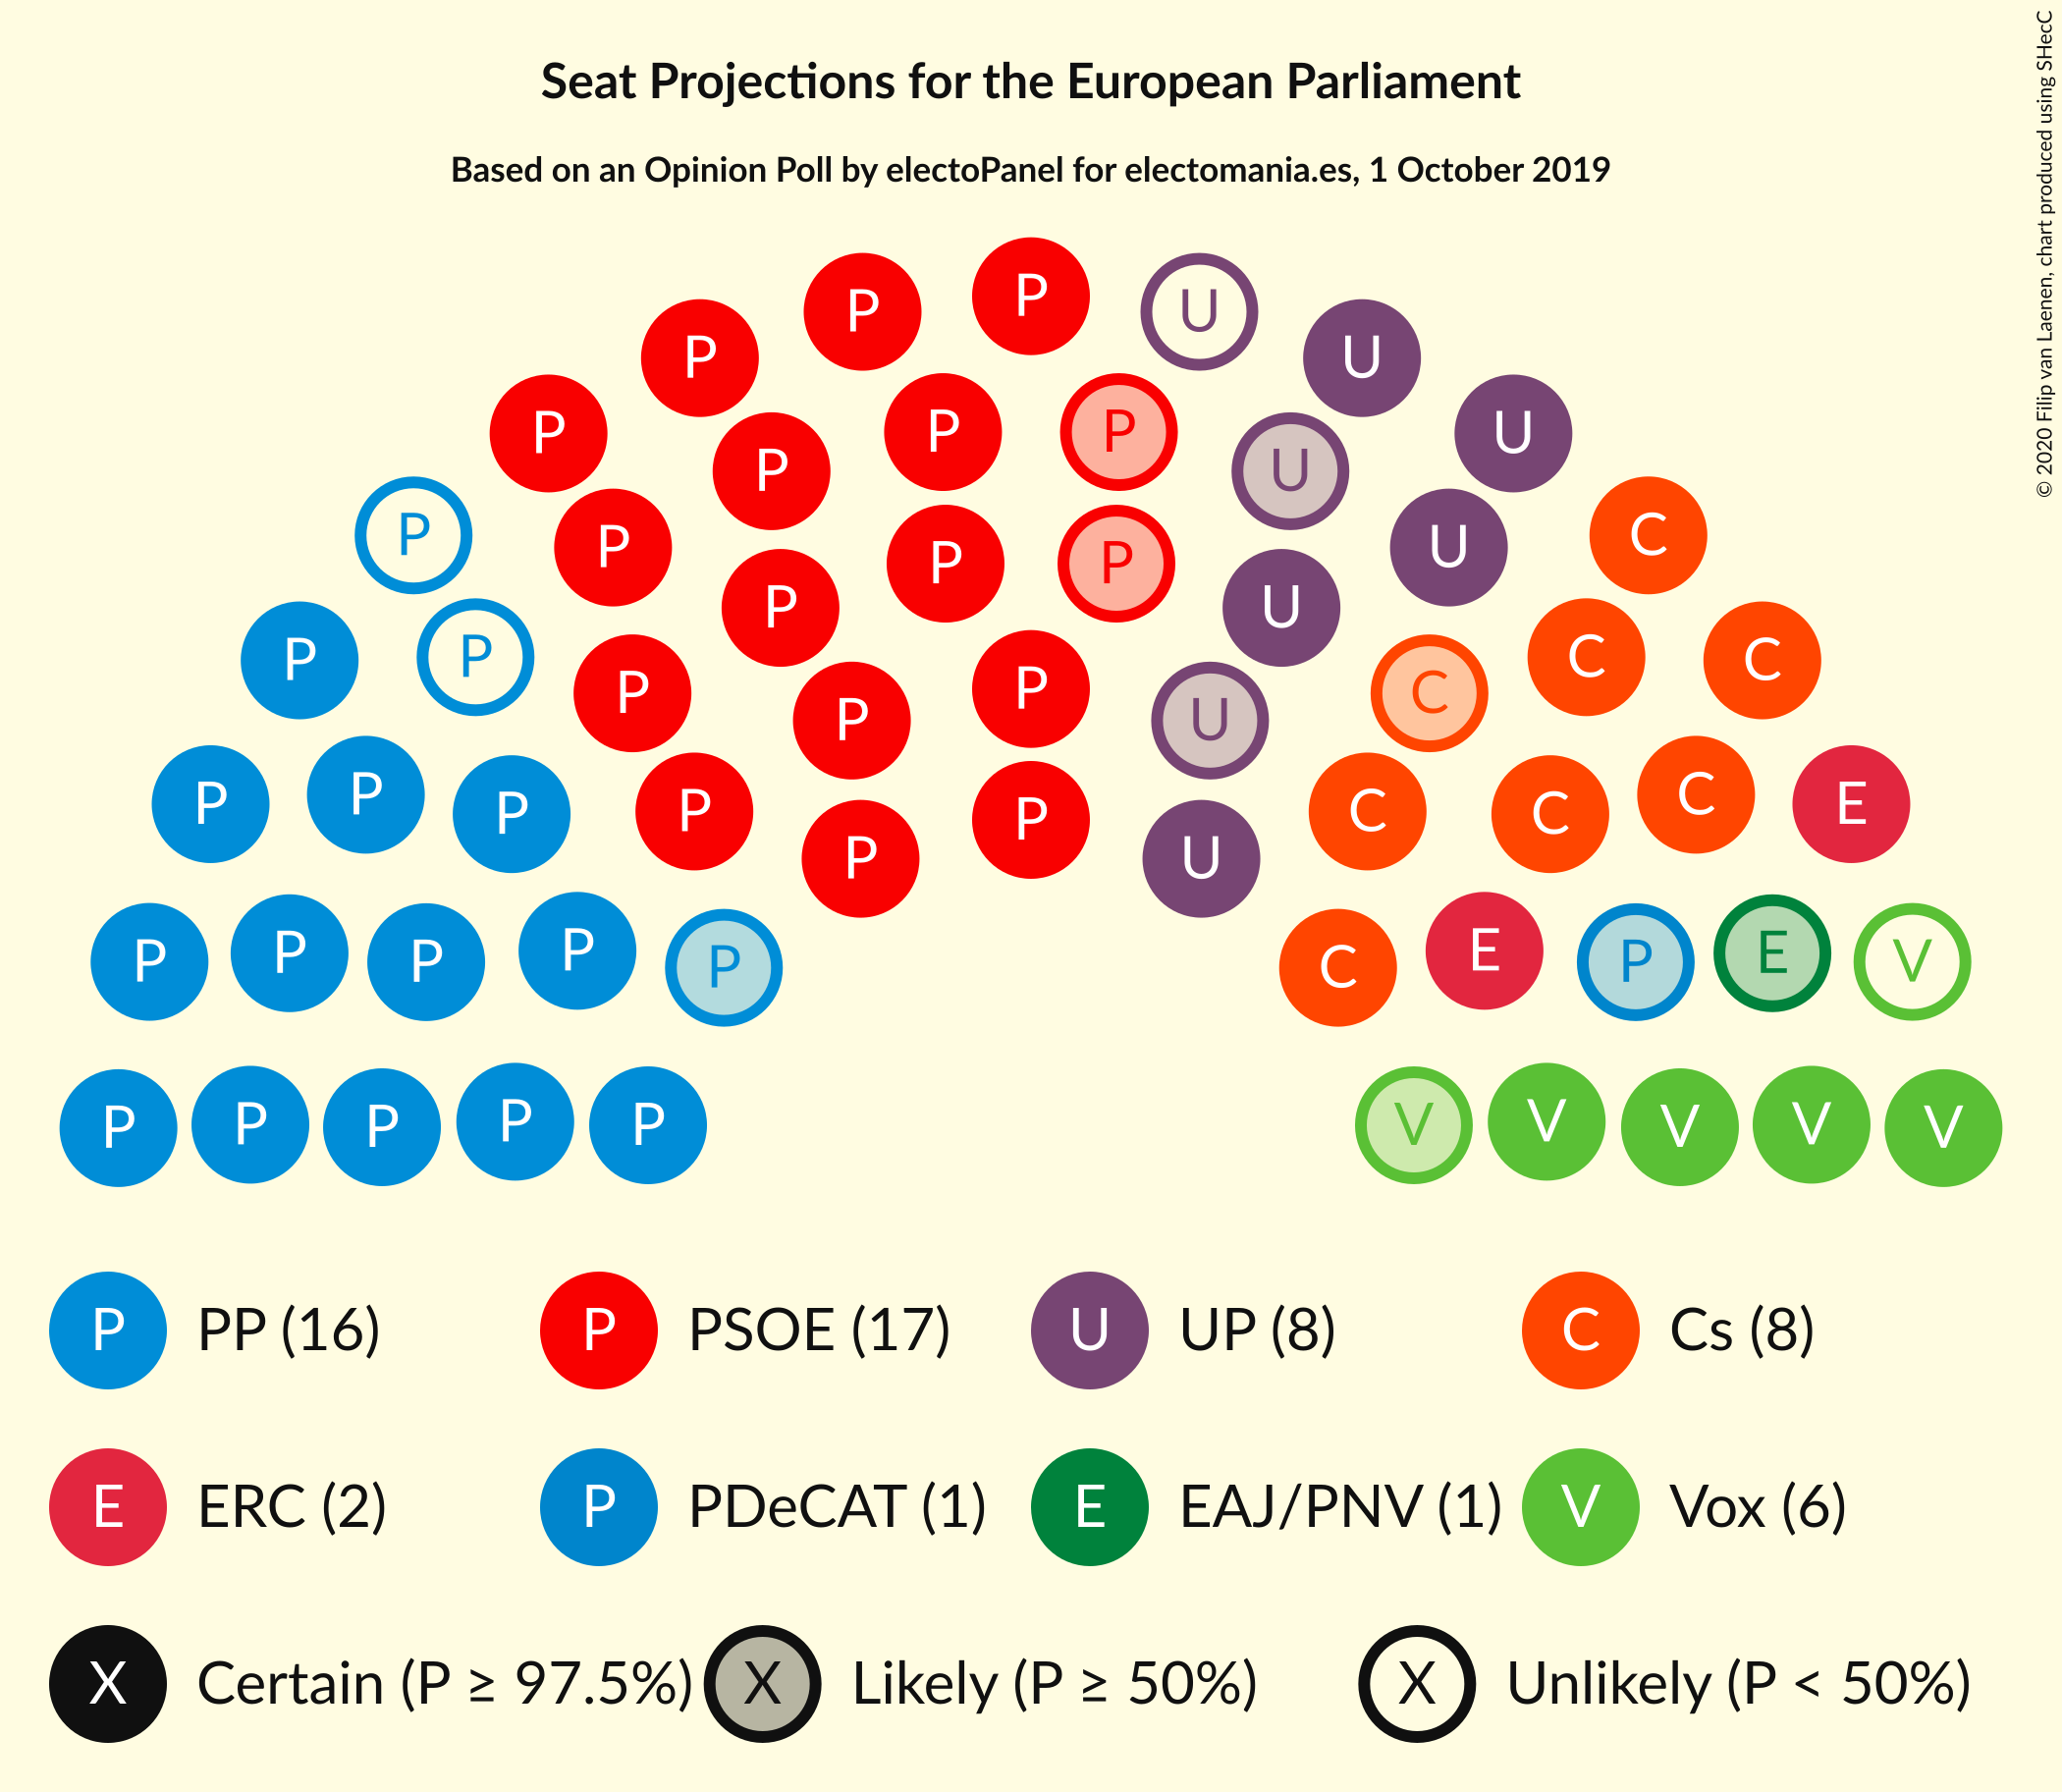 Seat Projections for the European Parliament
Based on an Opinion Poll by electoPanel for electomania.es, 1 October 2019
© 2020 Filip van Laenen, chart produced using SHecC
P P P U U
P P P P U U
P P P P U C
P P P P U C C
P P P P U C C
P P P P P P U C C C E
P P P P P C E P E V
P P P P P V V V V V
P PP (16) P PSOE (17) U UP (8) C Cs (8)
E ERC (2) P PDeCAT (1) E EAJ/PNV (1) V Vox (6)
X Certain (P ≥ 97.5%) X Likely (P ≥ 50%) X Unlikely (P < 50%)